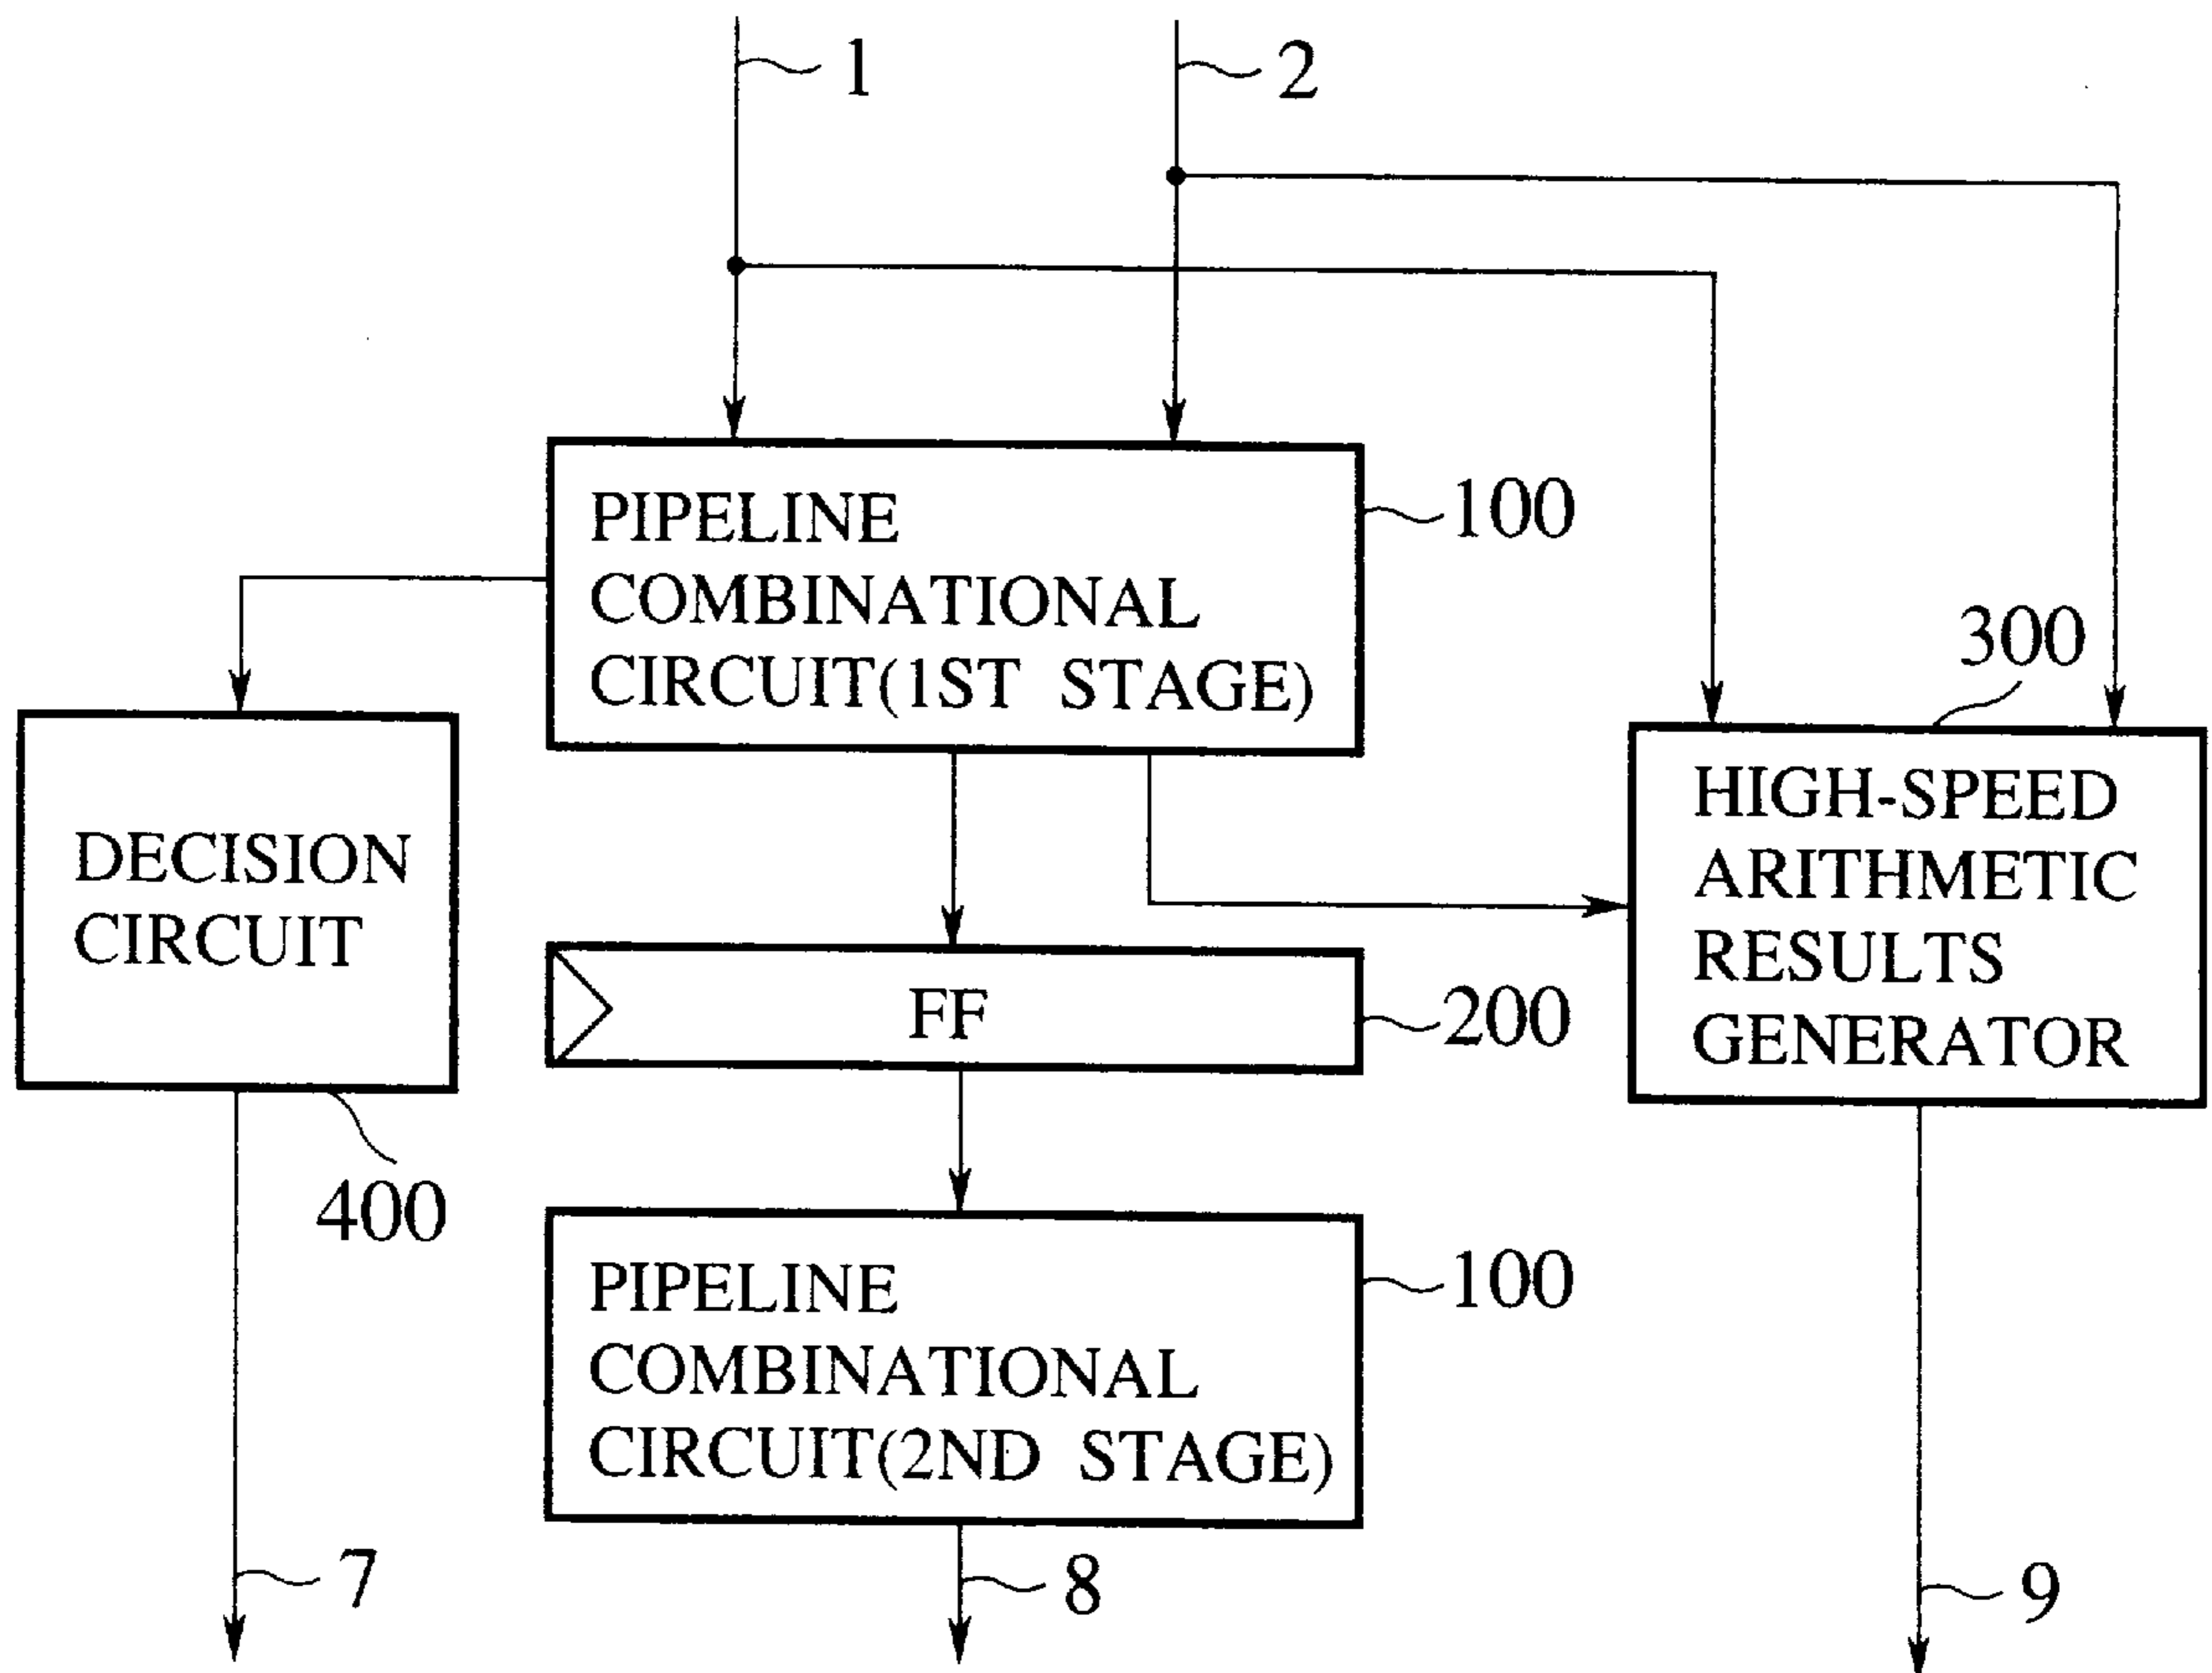 1
2
PIPELINE
COMBINATIONAL
CIRCUIT(1ST STAGE)
100
300
DECISION
CIRCUIT
400
HIGH-SPEED
ARITHMETIC
RESULTS
GENERATOR
FF
200
PIPELINE
COMBINATIONAL
CIRCUIT(2ND STAGE)
100
7
8
9